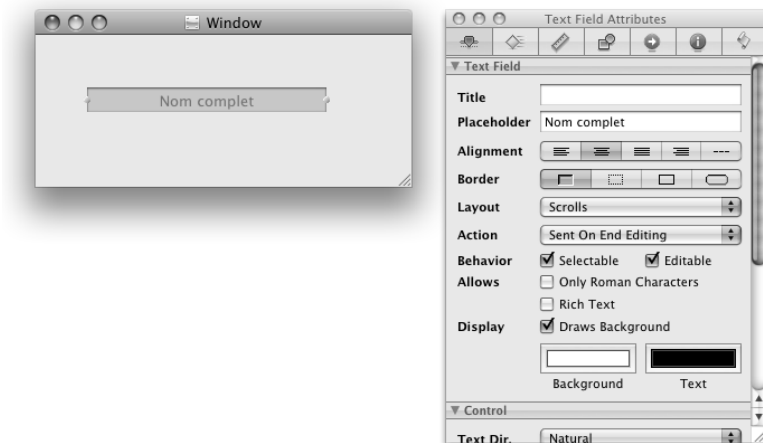 Window
Nom complet
Text Field Attributes
Text Field
Title
Placeholder Nom complet
Alignment
Border
Layout Scrolls
Action Sent On End Editing
Behavior Selectable Editable
Allows Only Roman Characters
Rich Text
Display Draws Background
Background Text
Control
Text Dir. Natural